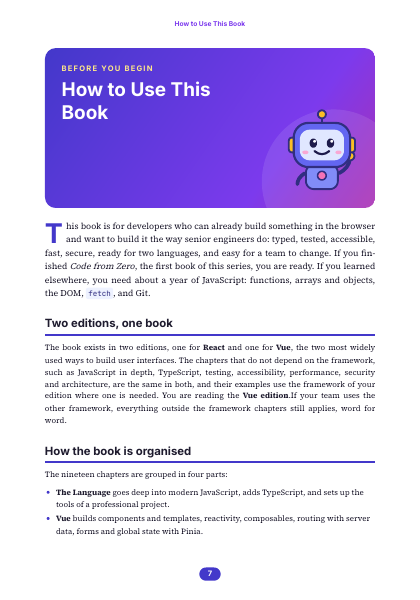 How to Use This Book
BEFORE YOU BEGIN
How to Use This
Book
This book is for developers who can already build something in the browser
and want to build it the way senior engineers do: typed, tested, accessible,
fast, secure, ready for two languages, and easy for a team to change. If you fin-
ished Code from Zero, the first book of this series, you are ready. If you learned
elsewhere, you need about a year of JavaScript: functions, arrays and objects,
the DOM, fetch, and Git.
Two editions, one book
The book exists in two editions, one for React and one for Vue, the two most widely
used ways to build user interfaces. The chapters that do not depend on the framework,
such as JavaScript in depth, TypeScript, testing, accessibility, performance, security
and architecture, are the same in both, and their examples use the framework of your
edition where one is needed. You are reading the Vue edition.If your team uses the
other framework, everything outside the framework chapters still applies, word for
word.
How the book is organised
The nineteen chapters are grouped in four parts:
• The Language goes deep into modern JavaScript, adds TypeScript, and sets up the
tools of a professional project.
• Vue builds components and templates, reactivity, composables, routing with server
data, forms and global state with Pinia.
7